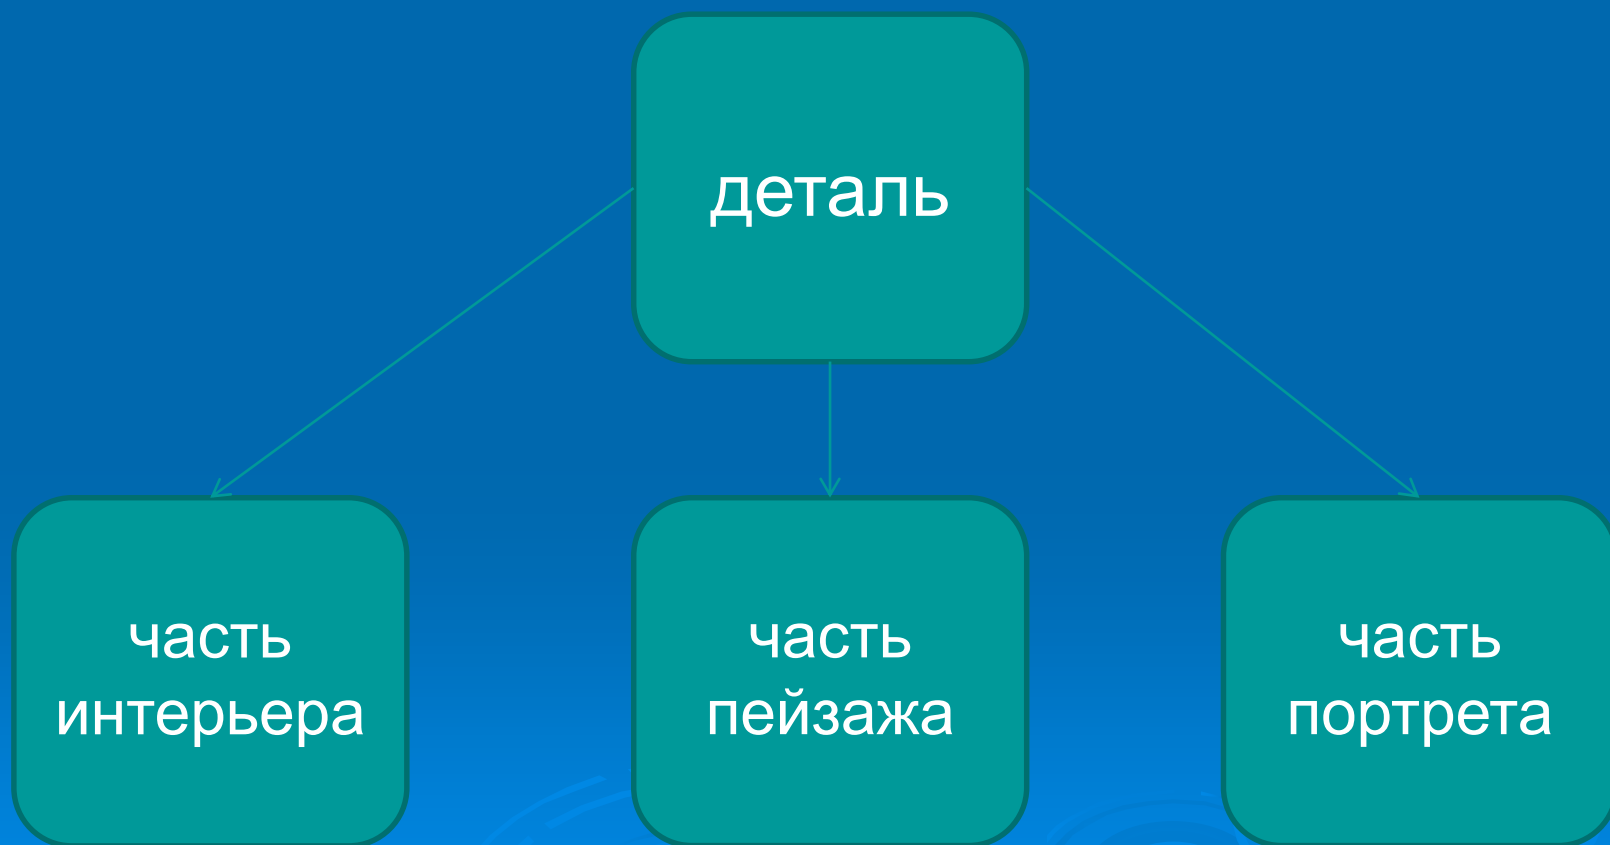 деталь
часть
интерьера
часть
пейзажа
часть
портрета